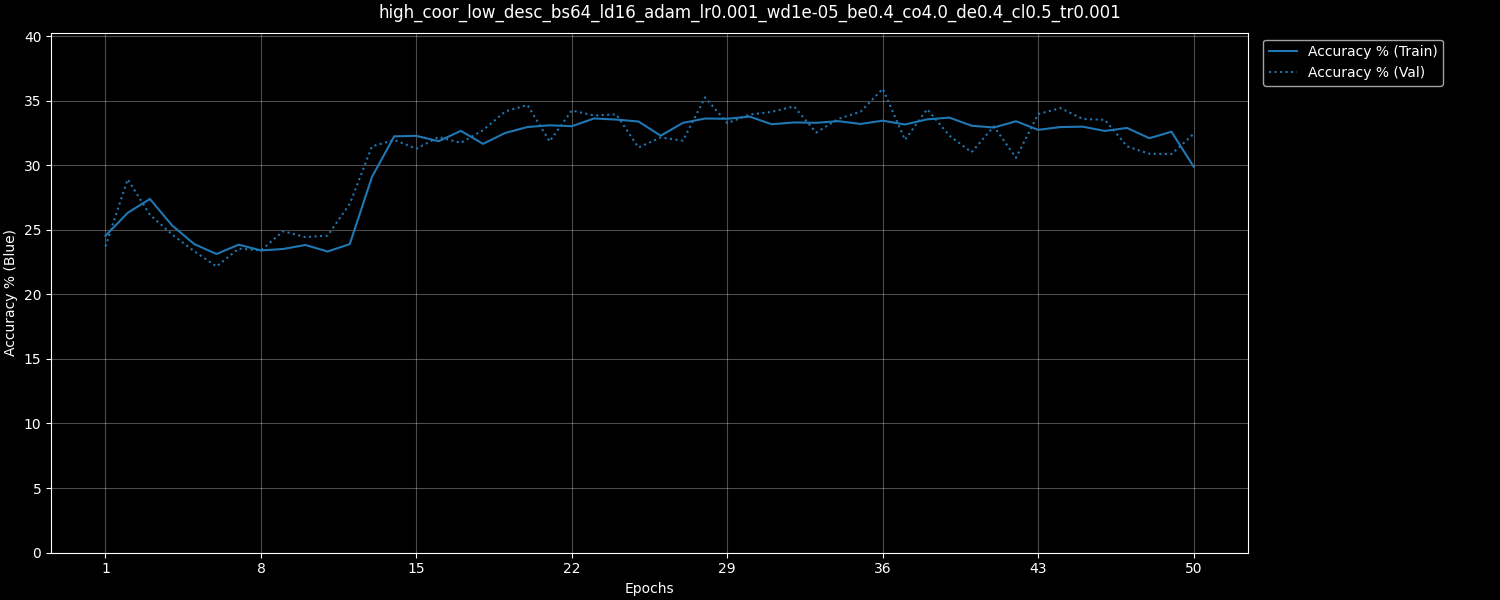 high_coor_low_desc_bs64_ld16_adam_lr0.001_wd1e-05_be0.4_co4.0_de0.4_cl0.5_tr0.001
40
35
30
25
20
15
10
5
0
Accuracy % (Blue)
1 8 15 22 29 36 43 50
Epochs
Accuracy % (Train)
Accuracy % (Val)